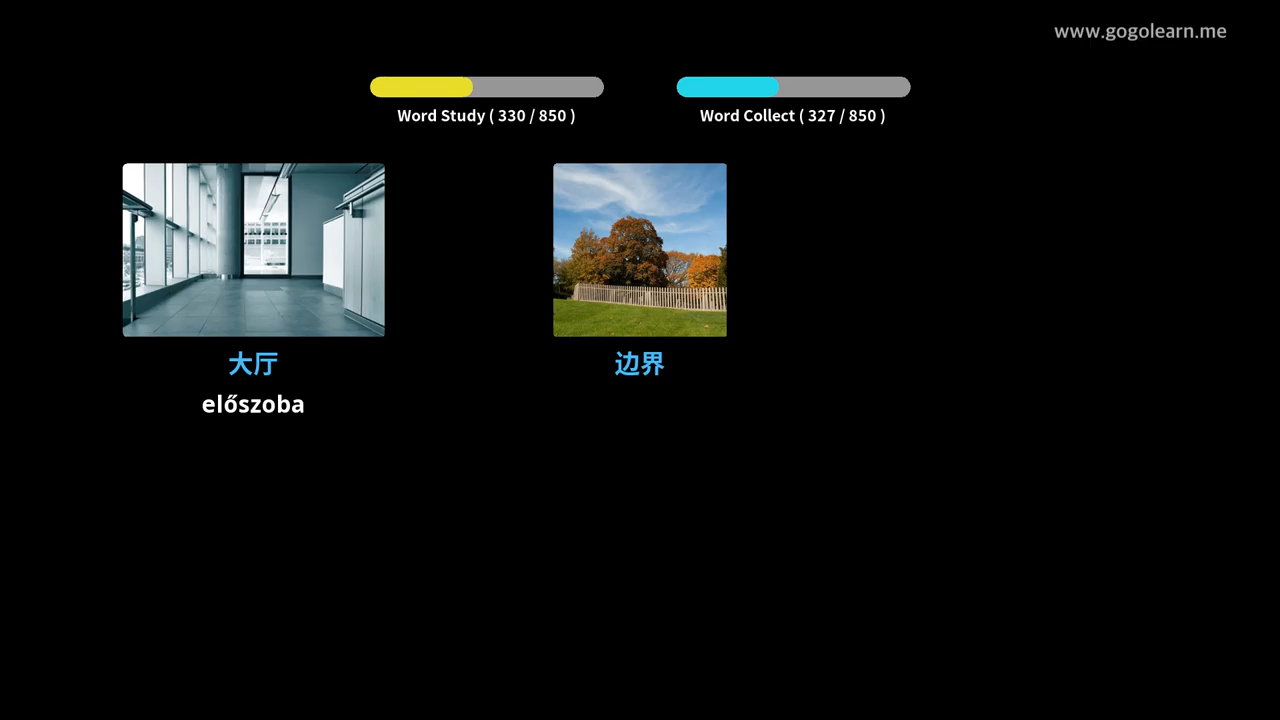 www.gogolearn.me
Word Study ( 330 / 850 )
Word Collect ( 327 / 850 )
大厅
előszoba
边界